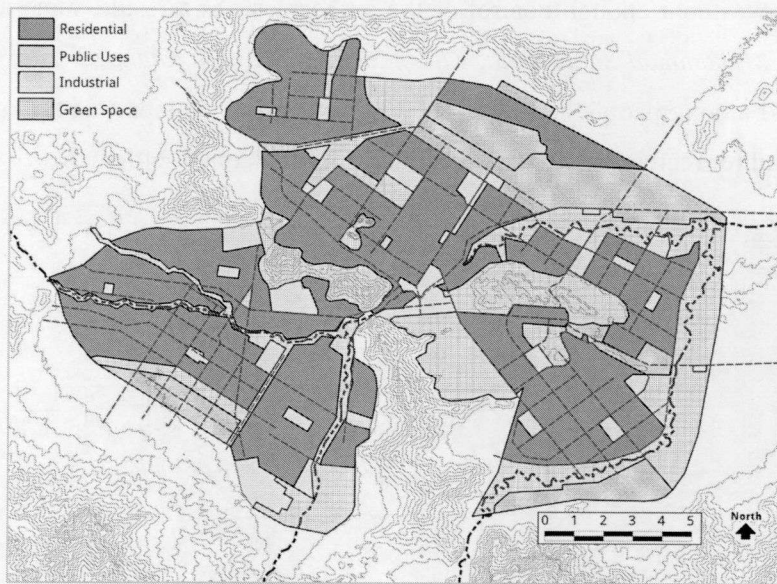 Residential
Public Uses
Industrial
Green Space
0 1 2 3 4 5
North